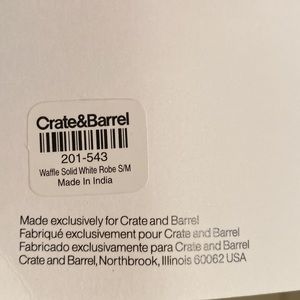 Crate&Barrel
201-543
Waffle Solid White Robe S/M
Made In India
Made exclusively for Crate and Barrel
Fabriqué exclusivement pour Crate and Barrel
Fabricado exclusivamente para Crate and Barrel
Crate and Barrel, Northbrook, Illinois 60062 USA